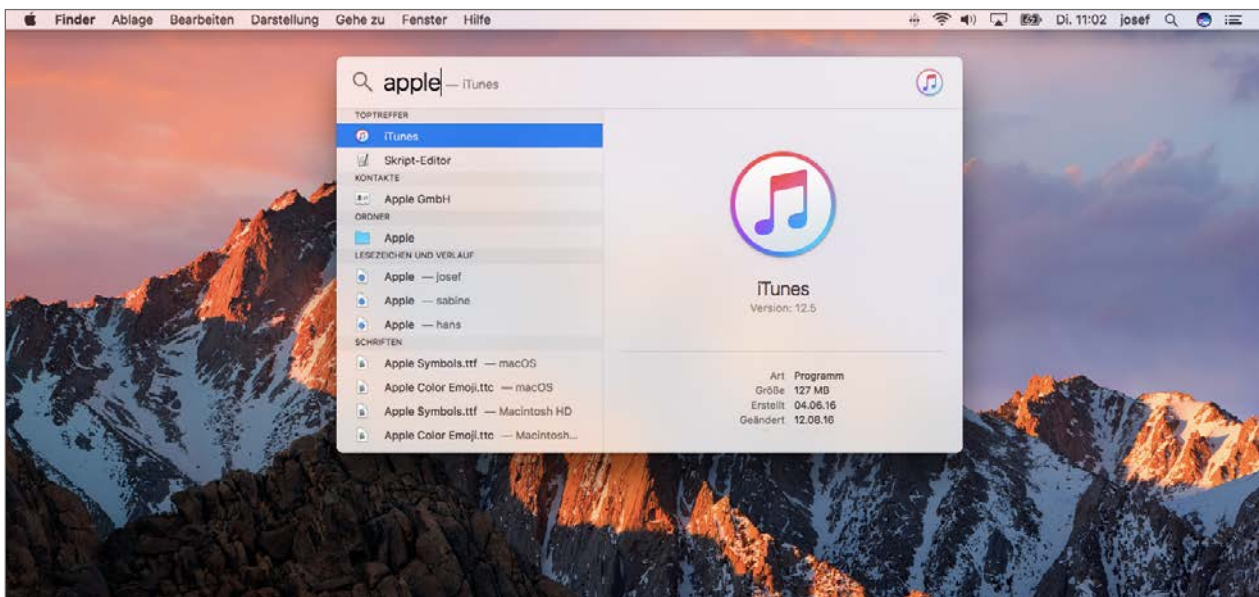 Finder Ablage Bearbeiten Darstellung Gehe zu Fenster Hilfe Di. 11:02 josef
apple — iTunes
TOPTREFFER
iTunes
Skript-Editor
KONTAKTE
Apple GmbH
ORDNER
Apple
LESEZEICHEN UND VERLAUF
Apple — josef
Apple — sabine
Apple — hans
SCHRIFTEN
Apple Symbols.ttf — macOS
Apple Color Emoji.ttc — macOS
Apple Symbols.ttf — Macintosh HD
Apple Color Emoji.ttc — Macintosh...
iTunes
Version: 12.5
Art Programm
Größe 127 MB
Erstellt 04.06.16
Geändert 12.08.16